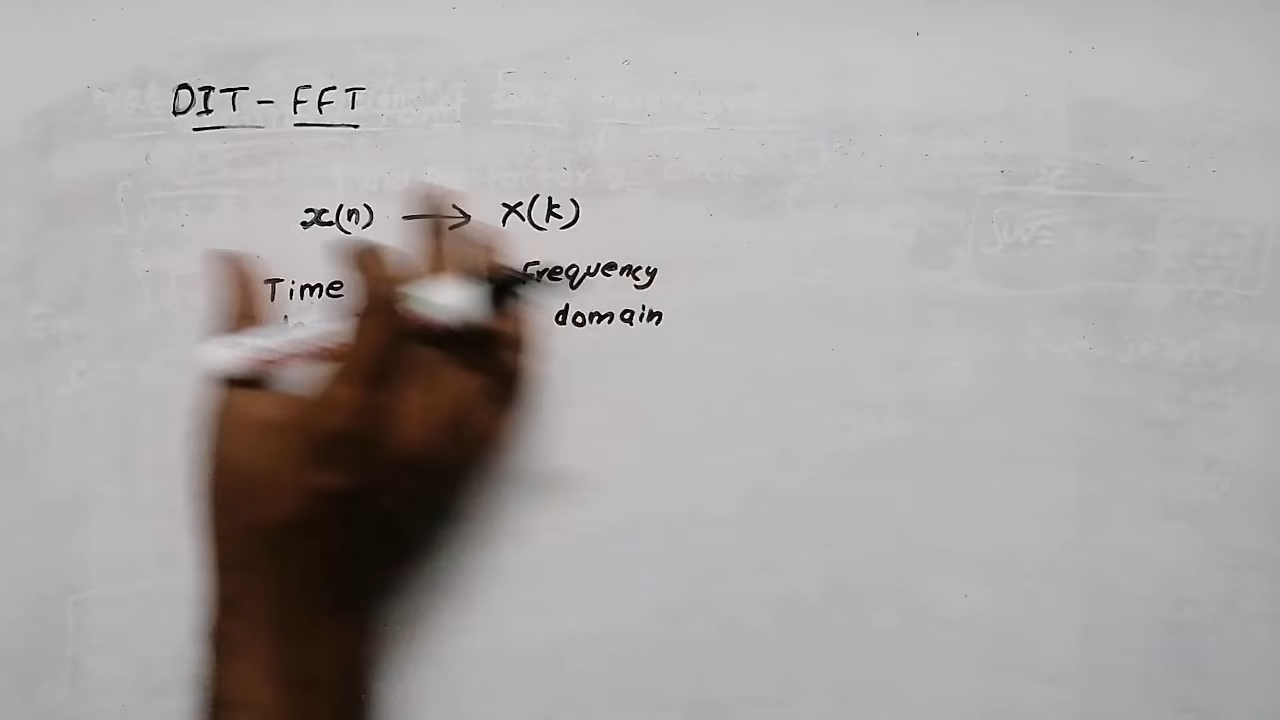 DIT - FFT
x(n) → X(k)
Time Frequency
domain